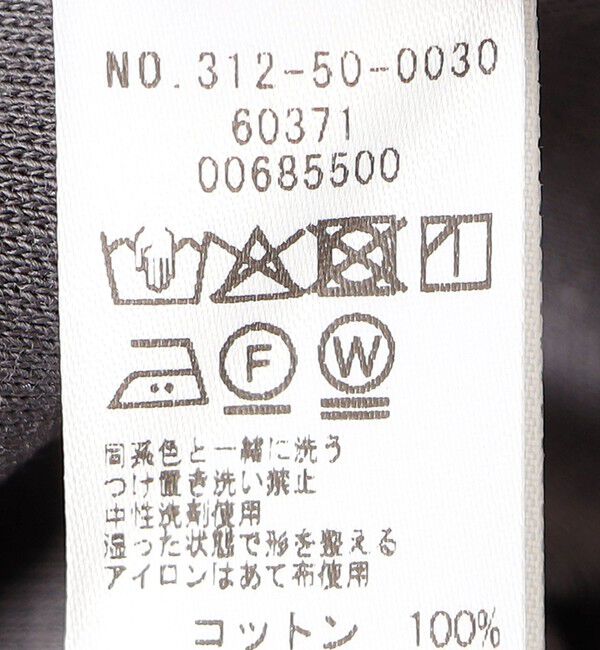 NO.312-50-0030
60371
00685500
F W
同系色と一緒に洗う
つけ置き洗い禁止
中性洗剤使用
湿った状態で形を整える
アイロンはあて布使用
コットン 100%